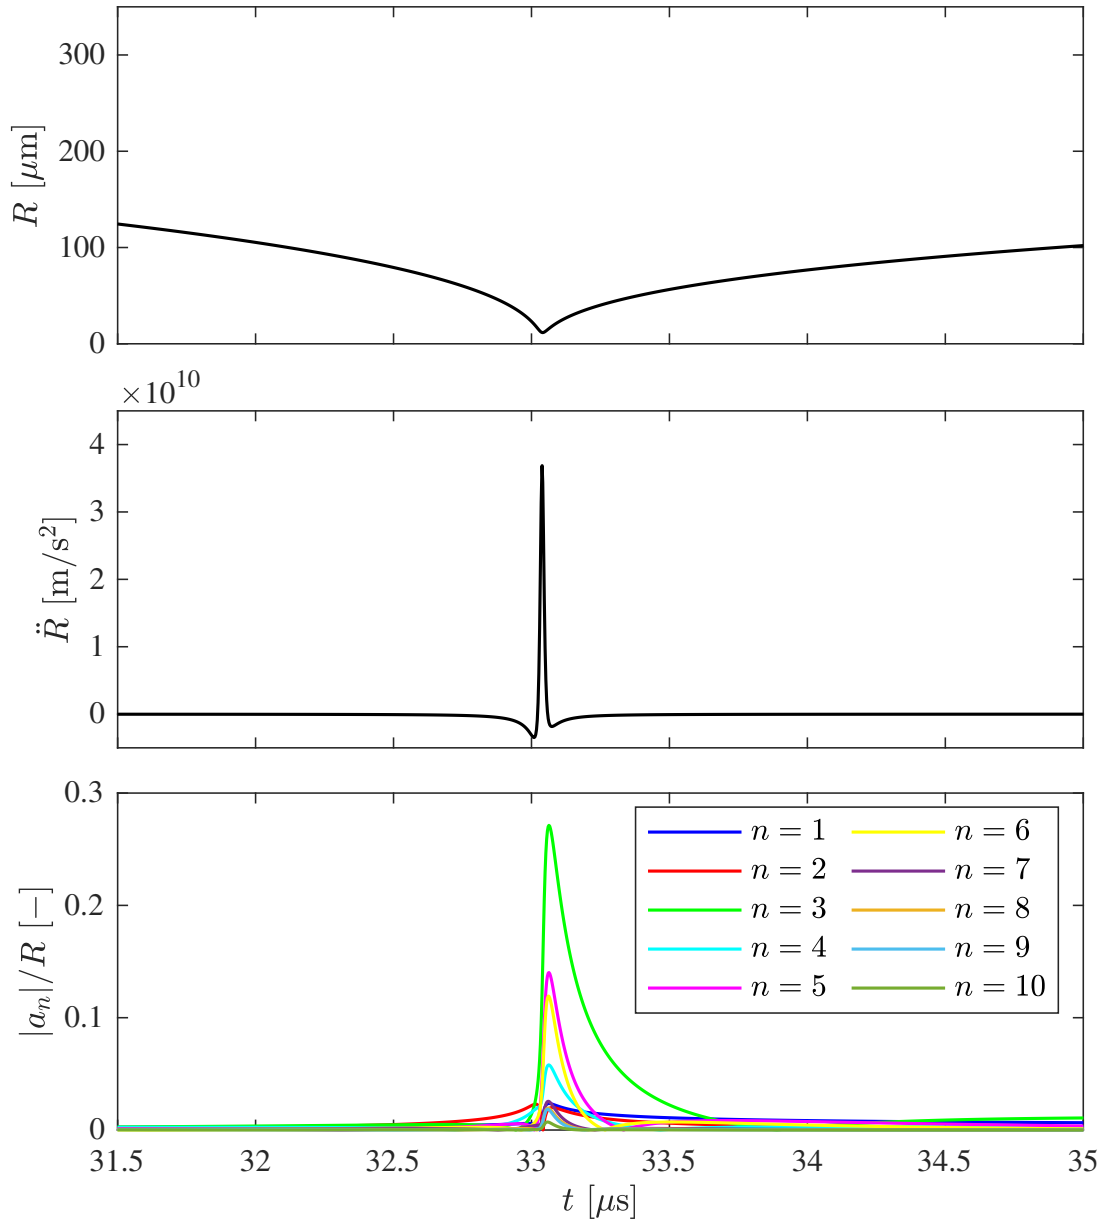 300
200
100
0
R [μm]
×10^10
4
3
2
1
0
R̈ [m/s²]
0.3
0.2
0.1
0
|a_n|/R [−]
n = 1
n = 6
n = 2
n = 7
n = 3
n = 8
n = 4
n = 9
n = 5
n = 10
31.5 32 32.5 33 33.5 34 34.5 35
t [μs]